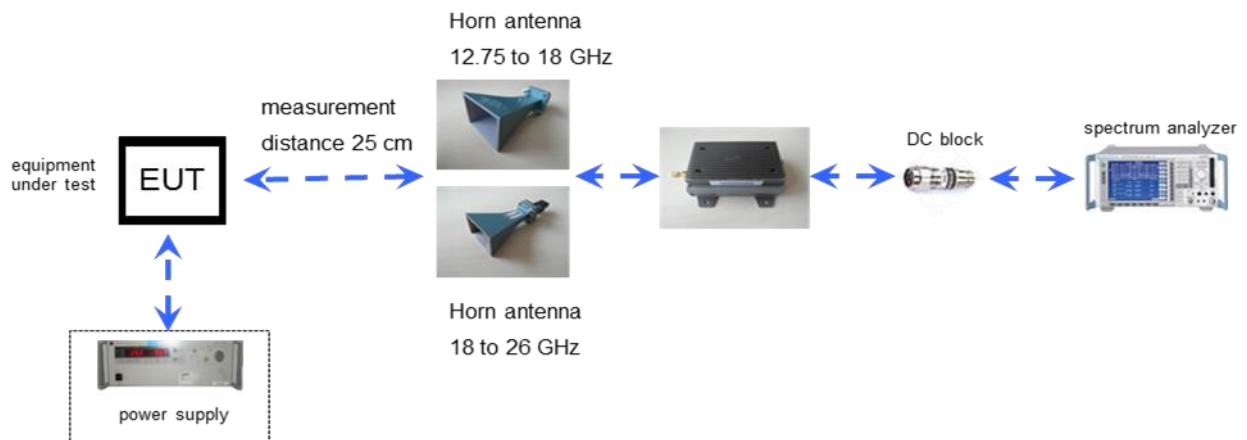 Horn antenna
12.75 to 18 GHz
measurement
distance 25 cm
equipment
under test
EUT
DC block
spectrum analyzer
Horn antenna
18 to 26 GHz
power supply